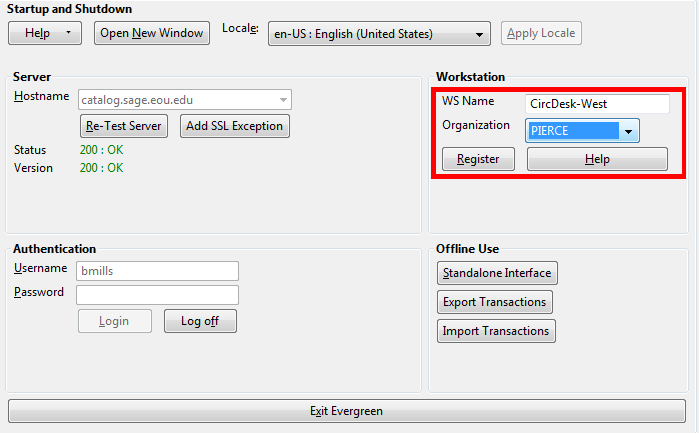 Startup and Shutdown
Help Open New Window Locale: en-US : English (United States) Apply Locale
Server
Hostname catalog.sage.eou.edu
Re-Test Server Add SSL Exception
Status 200 : OK
Version 200 : OK
Workstation
WS Name CircDesk-West
Organization PIERCE
Register Help
Authentication
Username bmills
Password
Login Log off
Offline Use
Standalone Interface
Export Transactions
Import Transactions
Exit Evergreen